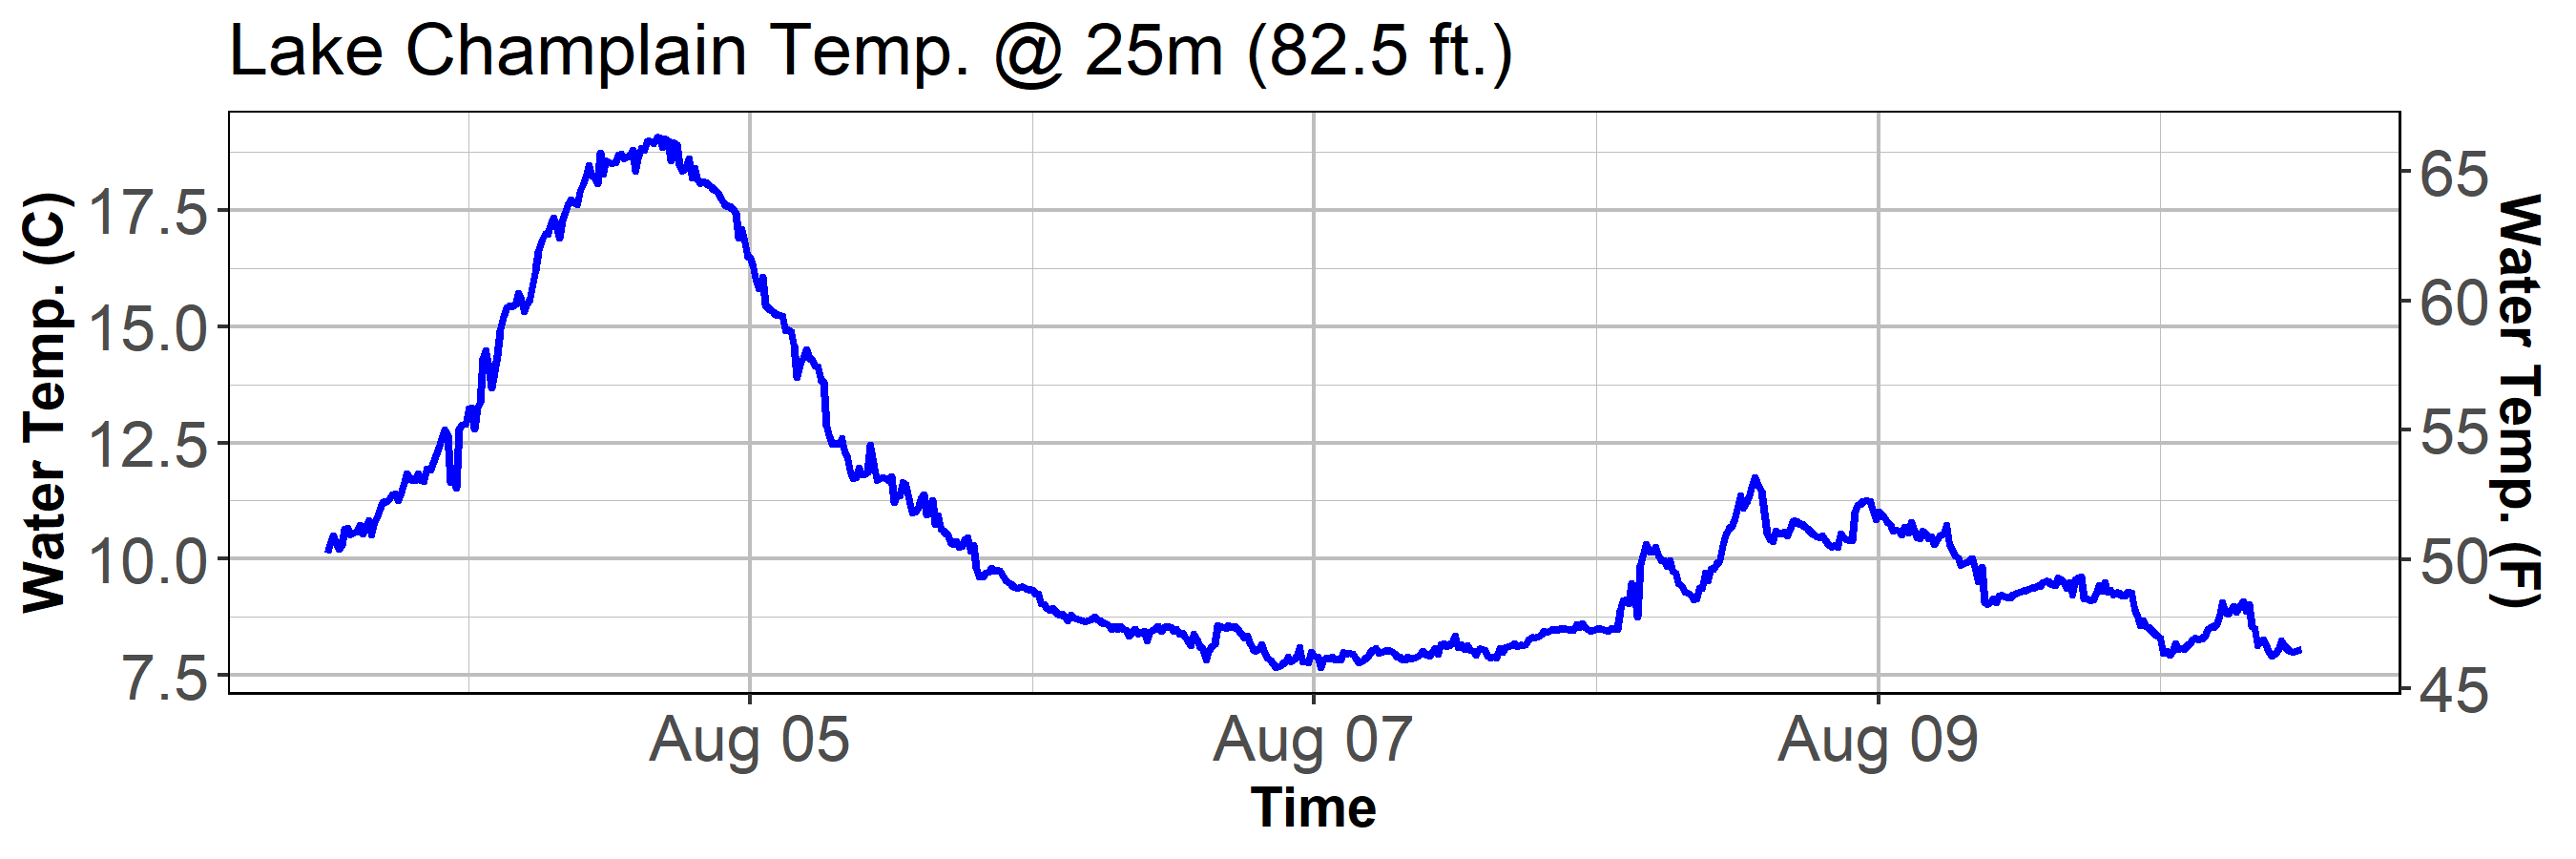 Lake Champlain Temp. @ 25m (82.5 ft.)
Water Temp. (C)
17.5
15.0
12.5
10.0
7.5
65
60
55
50
45
Water Temp. (F)
Aug 05 Aug 07 Aug 09
Time